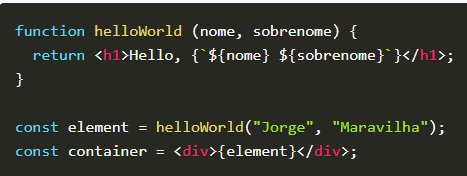 function helloWorld (nome, sobrenome) {
  return <h1>Hello, {`${nome} ${sobrenome}`}</h1>;
}

const element = helloWorld("Jorge", "Maravilha");
const container = <div>{element}</div>;